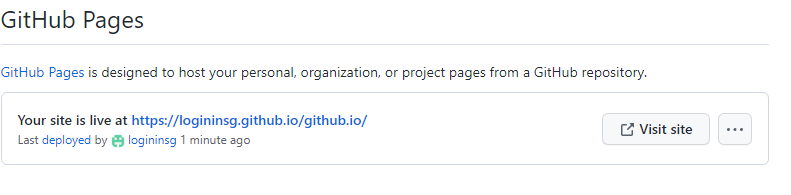 GitHub Pages
GitHub Pages is designed to host your personal, organization, or project pages from a GitHub repository.
Your site is live at https://logininsg.github.io/github.io/
Last deployed by logininsg 1 minute ago
Visit site